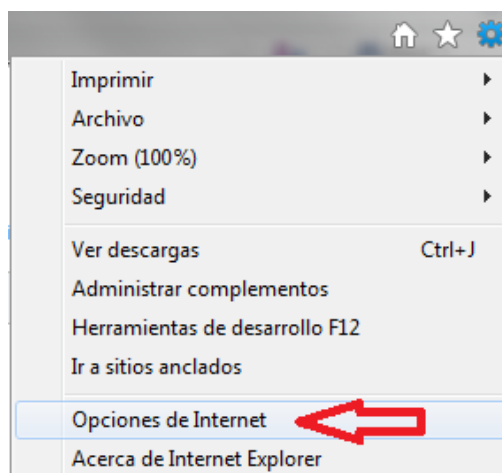 Imprimir
Archivo
Zoom (100%)
Seguridad
Ver descargas Ctrl+J
Administrar complementos
Herramientas de desarrollo F12
Ir a sitios anclados
Opciones de Internet
Acerca de Internet Explorer